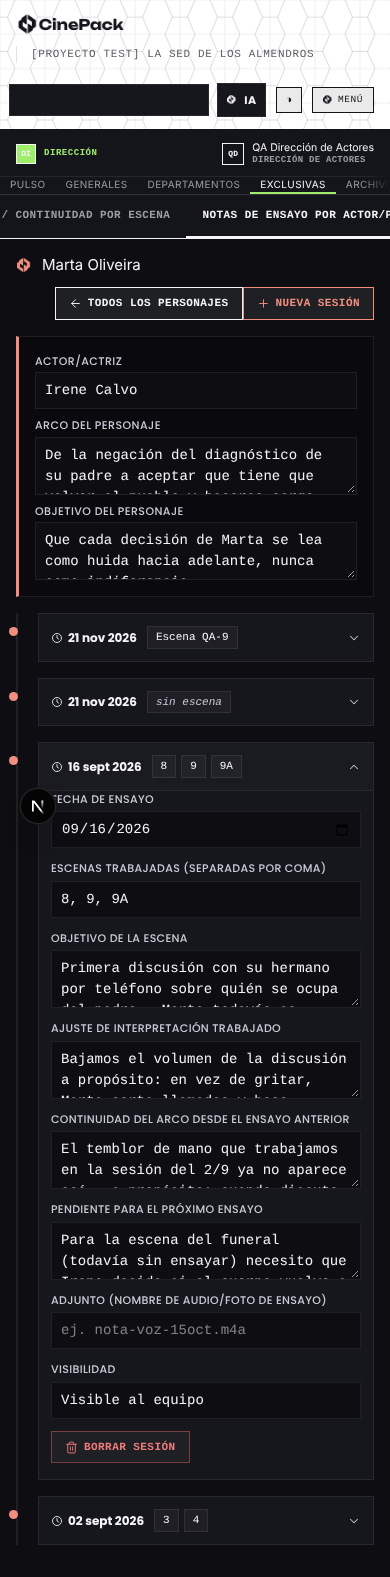 CinePack
[PROYECTO TEST] LA SED DE LOS ALMENDROS
IA
MENÚ
DI DIRECCIÓN
QD Dirección de Actores
QA Dirección de Actores
DIRECCIÓN DE ACTORES
PULSO GENERALES DEPARTAMENTOS EXCLUSIVAS ARCHIV
/ CONTINUIDAD POR ESCENA NOTAS DE ENSAYO POR ACTOR/P
Marta Oliveira
← TODOS LOS PERSONAJES + NUEVA SESIÓN
ACTOR/ACTRIZ
Irene Calvo
ARCO DEL PERSONAJE
De la negación del diagnóstico de
su padre a aceptar que tiene que
OBJETIVO DEL PERSONAJE
Que cada decisión de Marta se lea
como huida hacia adelante, nunca
21 nov 2026 Escena QA-9
21 nov 2026 sin escena
16 sept 2026 8 9 9A
N
FECHA DE ENSAYO
09/16/2026
ESCENAS TRABAJADAS (SEPARADAS POR COMA)
8, 9, 9A
OBJETIVO DE LA ESCENA
Primera discusión con su hermano
por teléfono sobre quién se ocupa
AJUSTE DE INTERPRETACIÓN TRABAJADO
Bajamos el volumen de la discusión
a propósito: en vez de gritar,
CONTINUIDAD DEL ARCO DESDE EL ENSAYO ANTERIOR
El temblor de mano que trabajamos
en la sesión del 2/9 ya no aparece
PENDIENTE PARA EL PRÓXIMO ENSAYO
Para la escena del funeral
(todavía sin ensayar) necesito que
ADJUNTO (NOMBRE DE AUDIO/FOTO DE ENSAYO)
ej. nota-voz-15oct.m4a
VISIBILIDAD
Visible al equipo
BORRAR SESIÓN
02 sept 2026 3 4